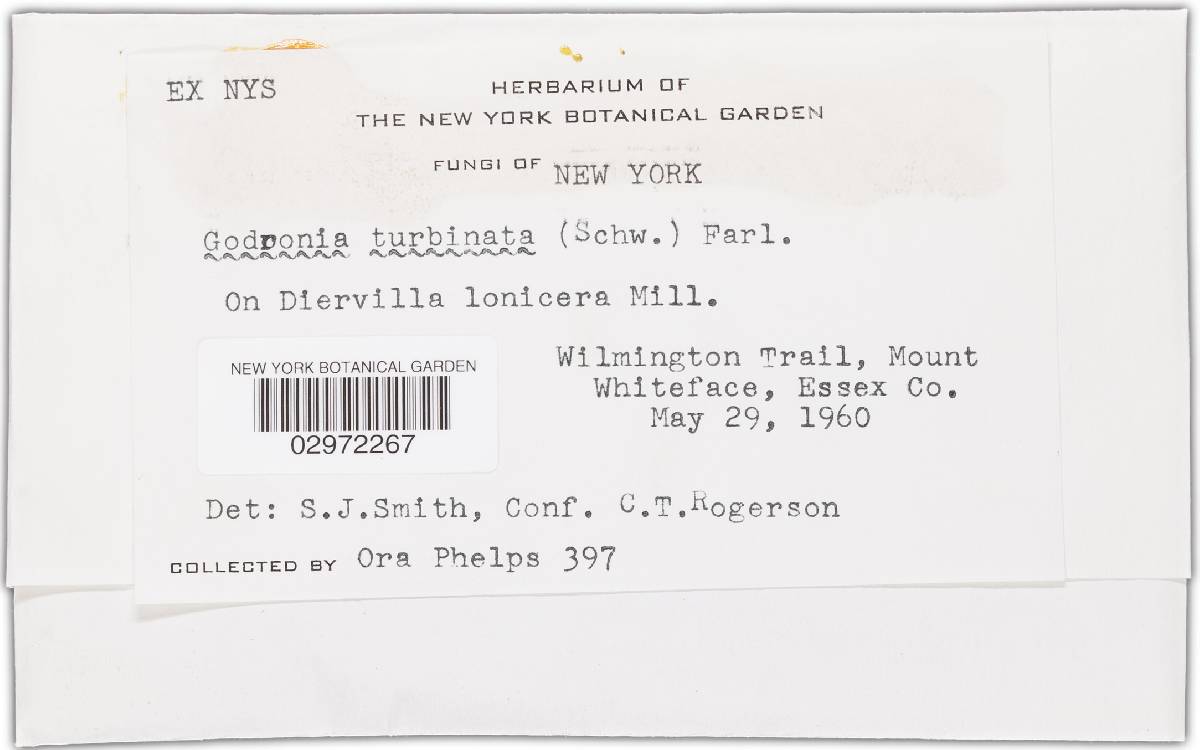 EX NYS
HERBARIUM OF
THE NEW YORK BOTANICAL GARDEN
FUNGI OF NEW YORK
Godronia turbinata (Schw.) Farl.
On Diervilla lonicera Mill.
NEW YORK BOTANICAL GARDEN
02972267
Wilmington Trail, Mount
Whiteface, Essex Co.
May 29, 1960
Det: S.J.Smith, Conf. C.T.Rogerson
COLLECTED BY Ora Phelps 397